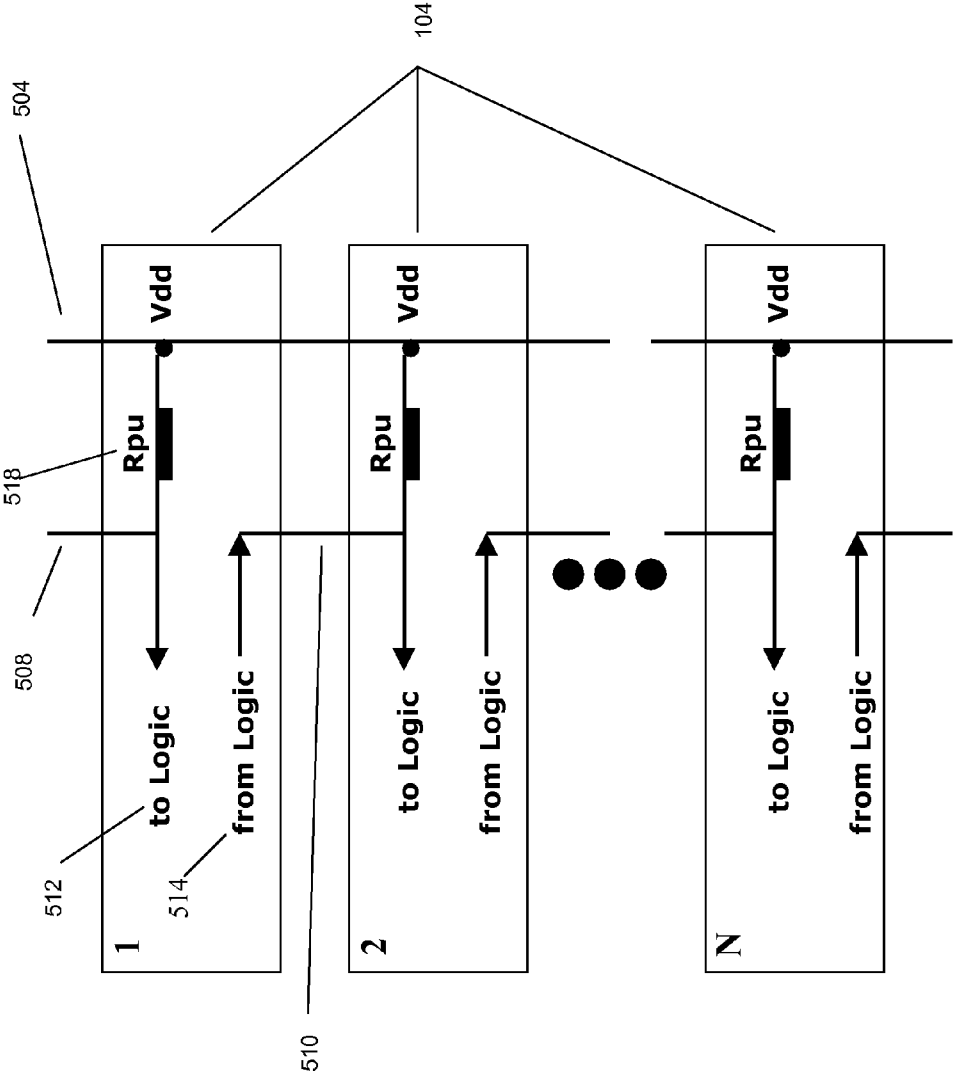 504
104
508
518
512
514
510
1
to Logic
from Logic
Rpu
Vdd
2
to Logic
from Logic
Rpu
Vdd
N
to Logic
from Logic
Rpu
Vdd